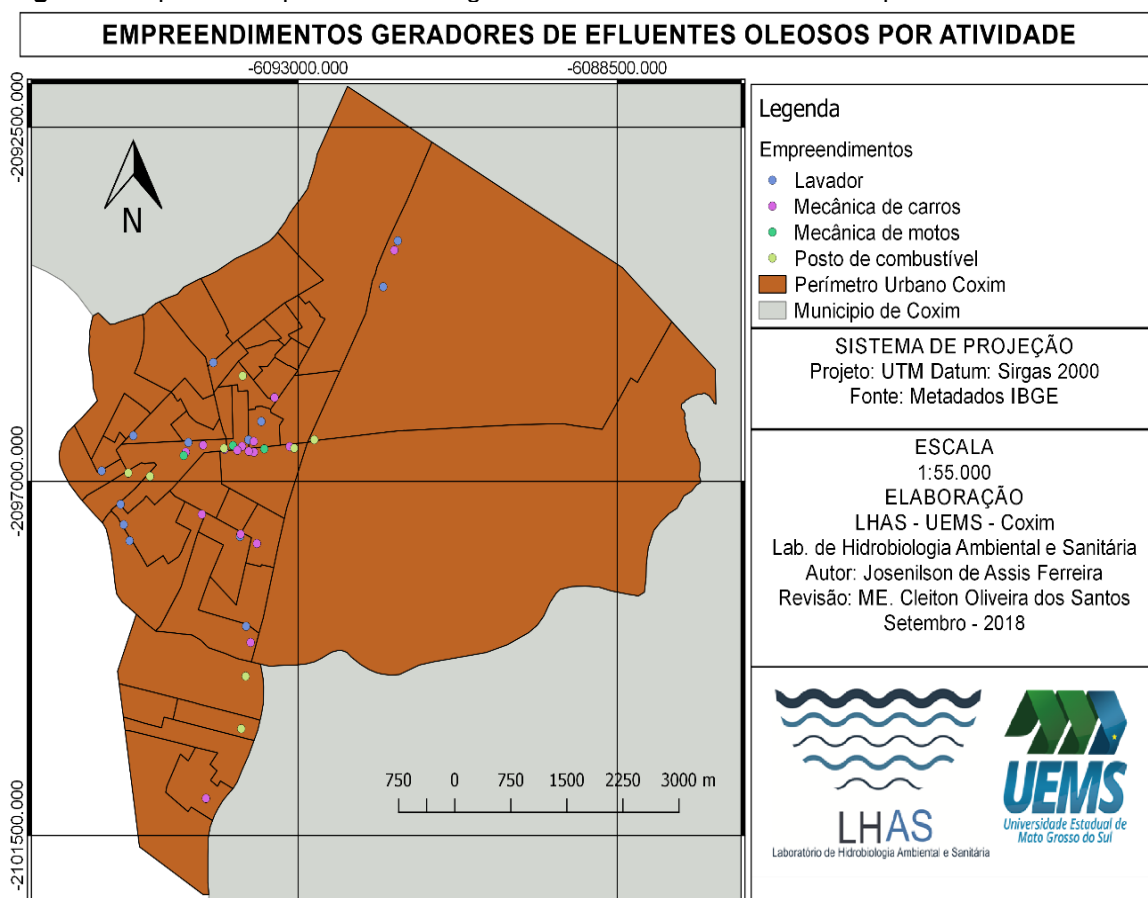 EMPREENDIMENTOS GERADORES DE EFLUENTES OLEOSOS POR ATIVIDADE
-6093000.000
-6088500.000
-2092500.000
-2097000.000
-2101500.000
N
750 0 750 1500 2250 3000 m
Legenda
Empreendimentos
Lavador
Mecânica de carros
Mecânica de motos
Posto de combustível
Perímetro Urbano Coxim
Municipio de Coxim
SISTEMA DE PROJEÇÃO
Projeto: UTM Datum: Sirgas 2000
Fonte: Metadados IBGE
ESCALA
1:55.000
ELABORAÇÃO
LHAS - UEMS - Coxim
Lab. de Hidrobiologia Ambiental e Sanitária
Autor: Josenilson de Assis Ferreira
Revisão: ME. Cleiton Oliveira dos Santos
Setembro - 2018
LHAS
Laboratório de Hidrobiologia Ambiental e Sanitária
UEMS
Universidade Estadual de
Mato Grosso do Sul